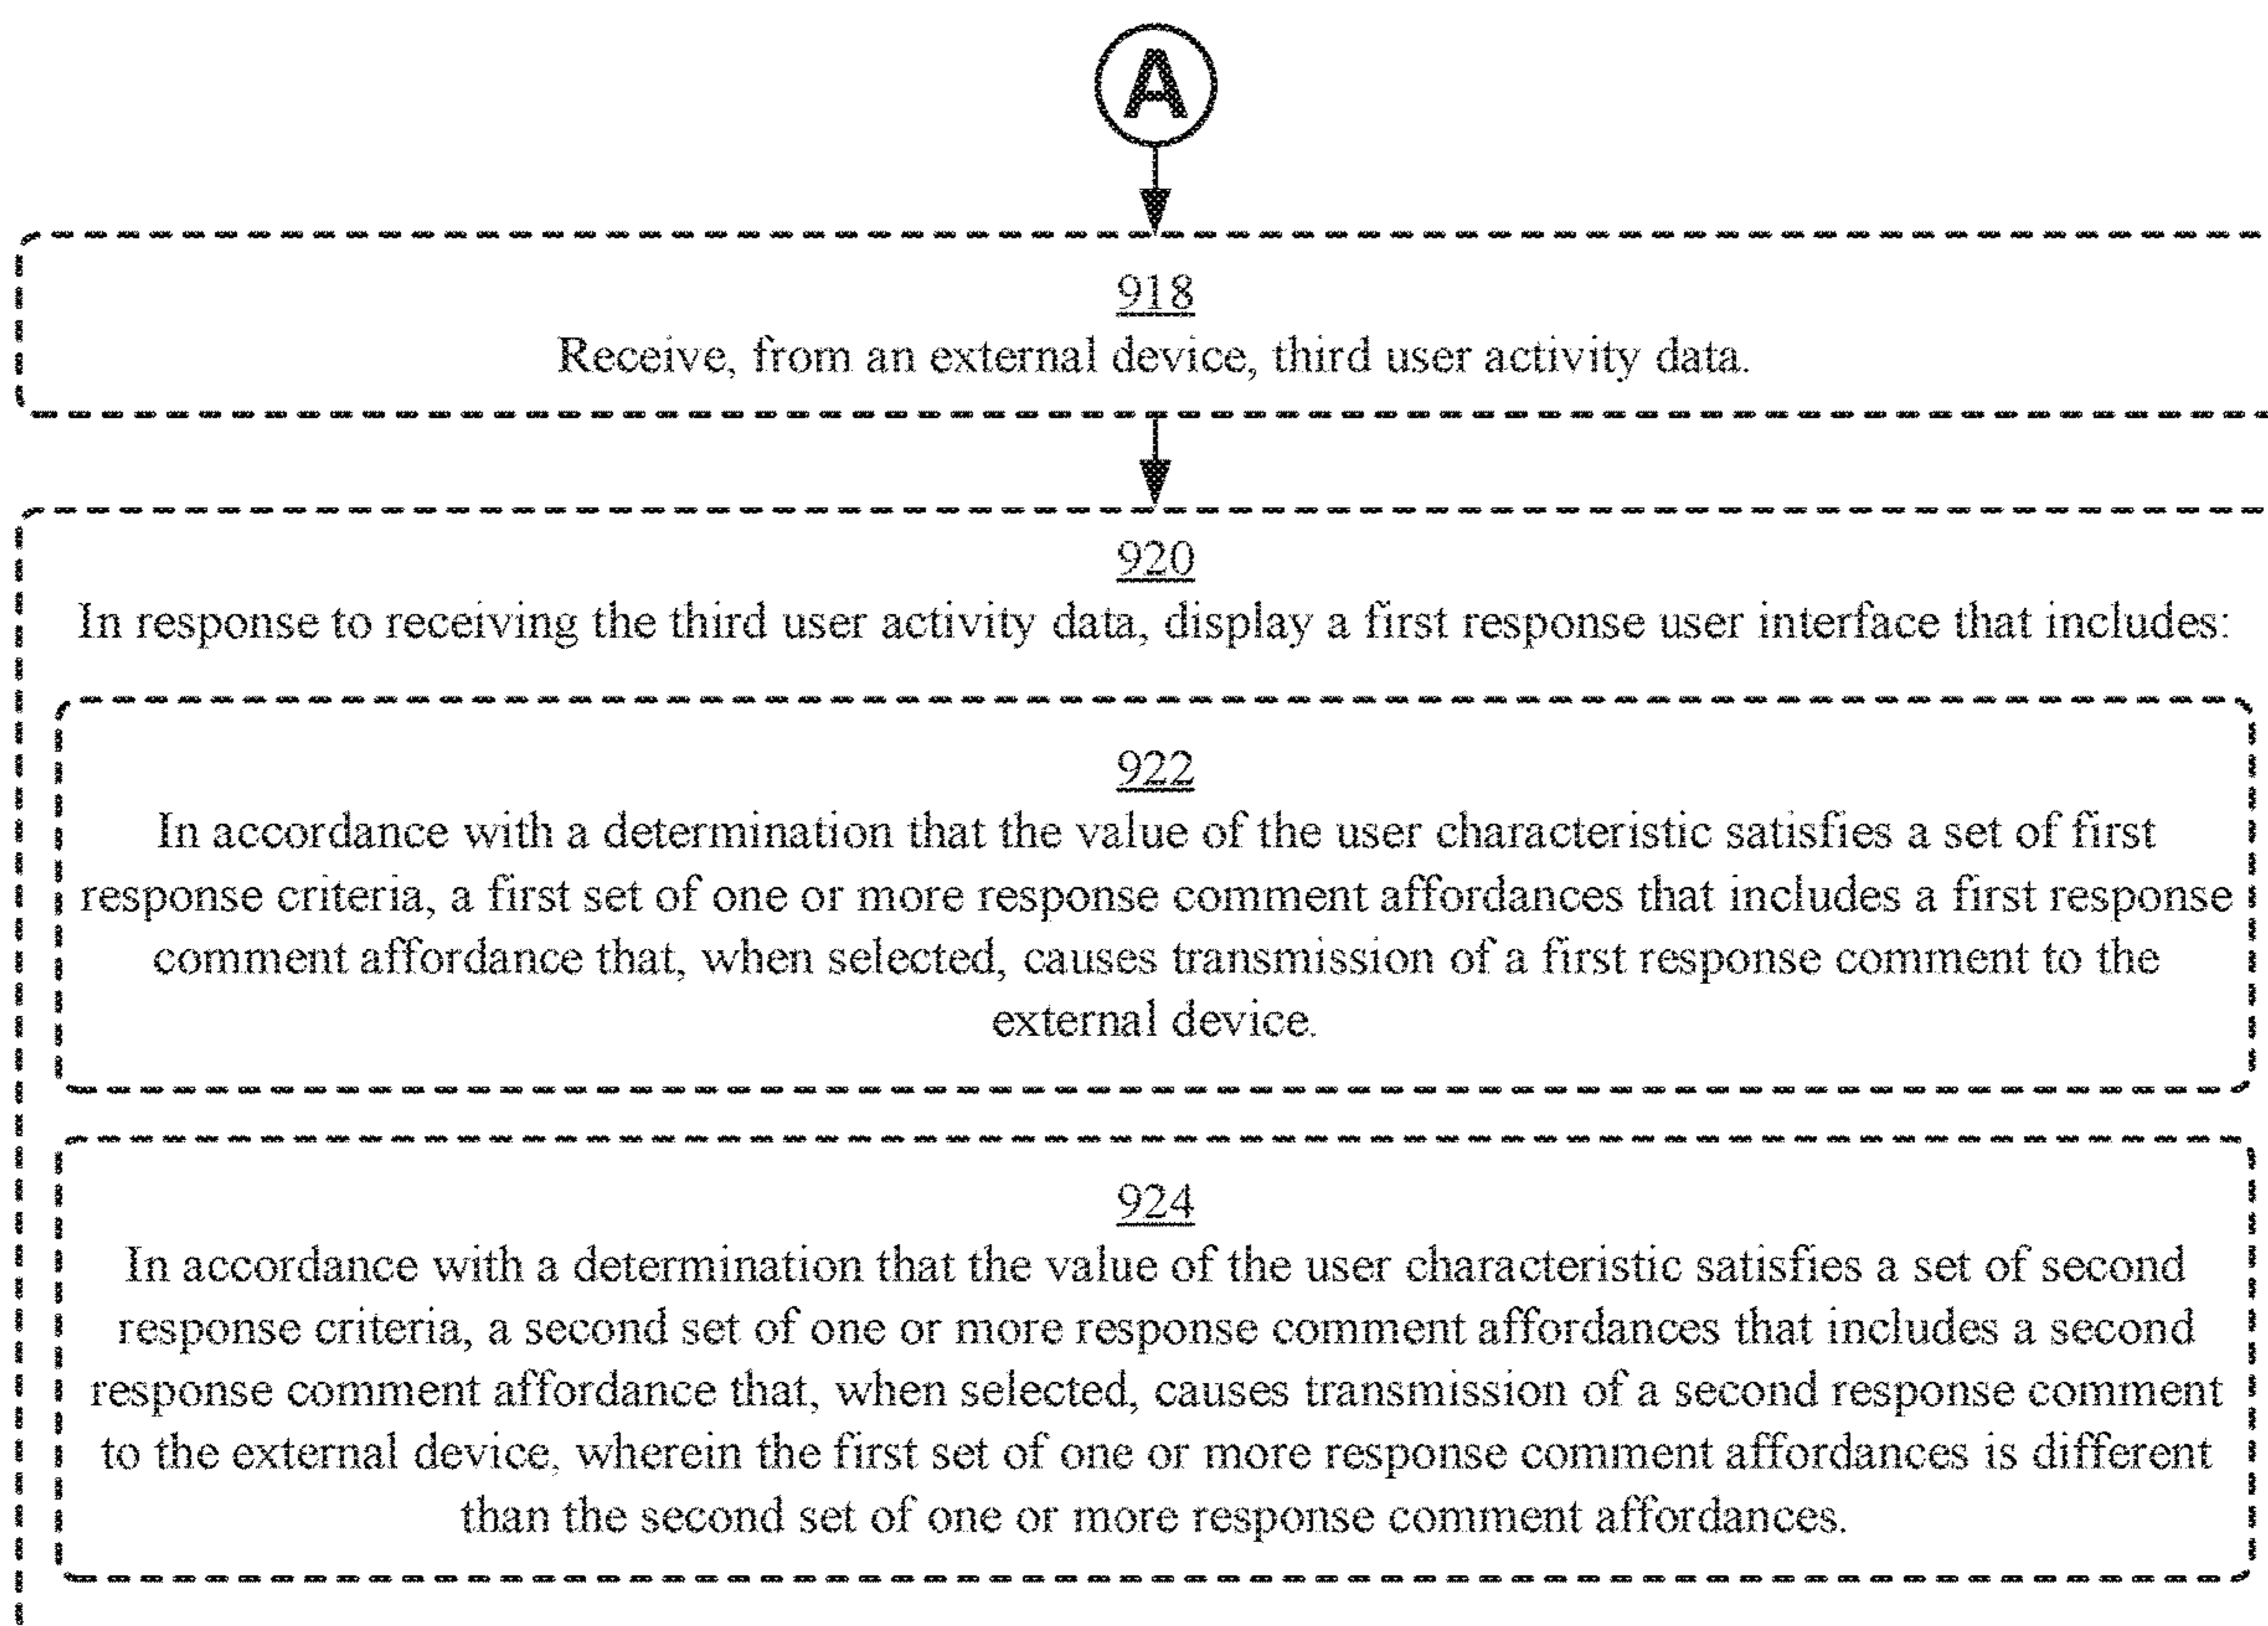 A
918
Receive, from an external device, third user activity data.
920
In response to receiving the third user activity data, display a first response user interface that includes:
922
In accordance with a determination that the value of the user characteristic satisfies a set of first
response criteria, a first set of one or more response comment affordances that includes a first response
comment affordance that, when selected, causes transmission of a first response comment to the
external device.
924
In accordance with a determination that the value of the user characteristic satisfies a set of second
response criteria, a second set of one or more response comment affordances that includes a second
response comment affordance that, when selected, causes transmission of a second response comment
to the external device, wherein the first set of one or more response comment affordances is different
than the second set of one or more response comment affordances.